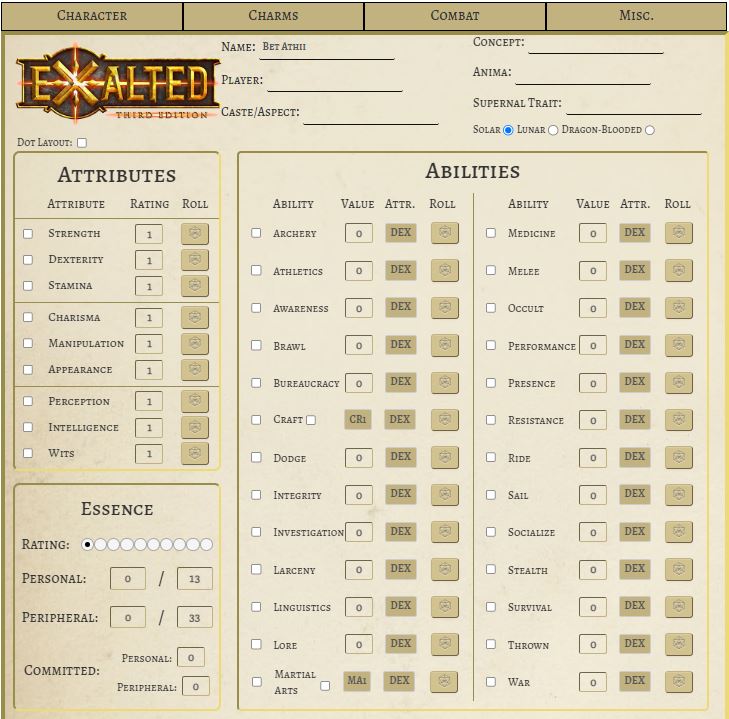 Character Charms Combat Misc.
EXALTED
THIRD EDITION
Name: Bet Athii
Player:
Caste/Aspect:
Concept:
Anima:
Supernal Trait:
Solar Lunar Dragon-Blooded
Dot Layout:
Attributes
Attribute Rating Roll
Strength 1
Dexterity 1
Stamina 1
Charisma 1
Manipulation 1
Appearance 1
Perception 1
Intelligence 1
Wits 1
Essence
Rating:
Personal: 0 / 13
Peripheral: 0 / 33
Committed:
Personal: 0
Peripheral: 0
Abilities
Ability Value Attr. Roll
Archery 0 DEX
Athletics 0 DEX
Awareness 0 DEX
Brawl 0 DEX
Bureaucracy 0 DEX
Craft CR1 DEX
Dodge 0 DEX
Integrity 0 DEX
Investigation 0 DEX
Larceny 0 DEX
Linguistics 0 DEX
Lore 0 DEX
Martial
Arts MA1 DEX
Ability Value Attr. Roll
Medicine 0 DEX
Melee 0 DEX
Occult 0 DEX
Performance 0 DEX
Presence 0 DEX
Resistance 0 DEX
Ride 0 DEX
Sail 0 DEX
Socialize 0 DEX
Stealth 0 DEX
Survival 0 DEX
Thrown 0 DEX
War 0 DEX